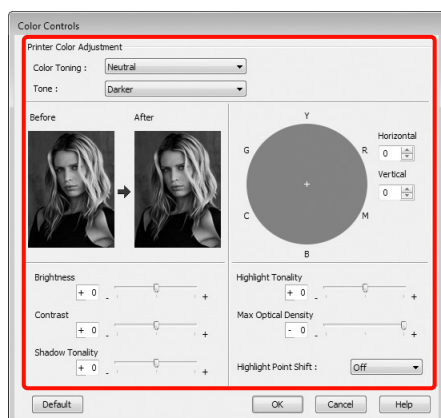 Color Controls
Printer Color Adjustment
Color Toning : Neutral
Tone : Darker
Before After
Y
G R
C M
B
Horizontal
0
Vertical
0
Brightness
+ 0 - +
Contrast
+ 0 - +
Shadow Tonality
+ 0 - +
Highlight Tonality
+ 0 - +
Max Optical Density
- 0 - +
Highlight Point Shift : Off
Default OK Cancel Help